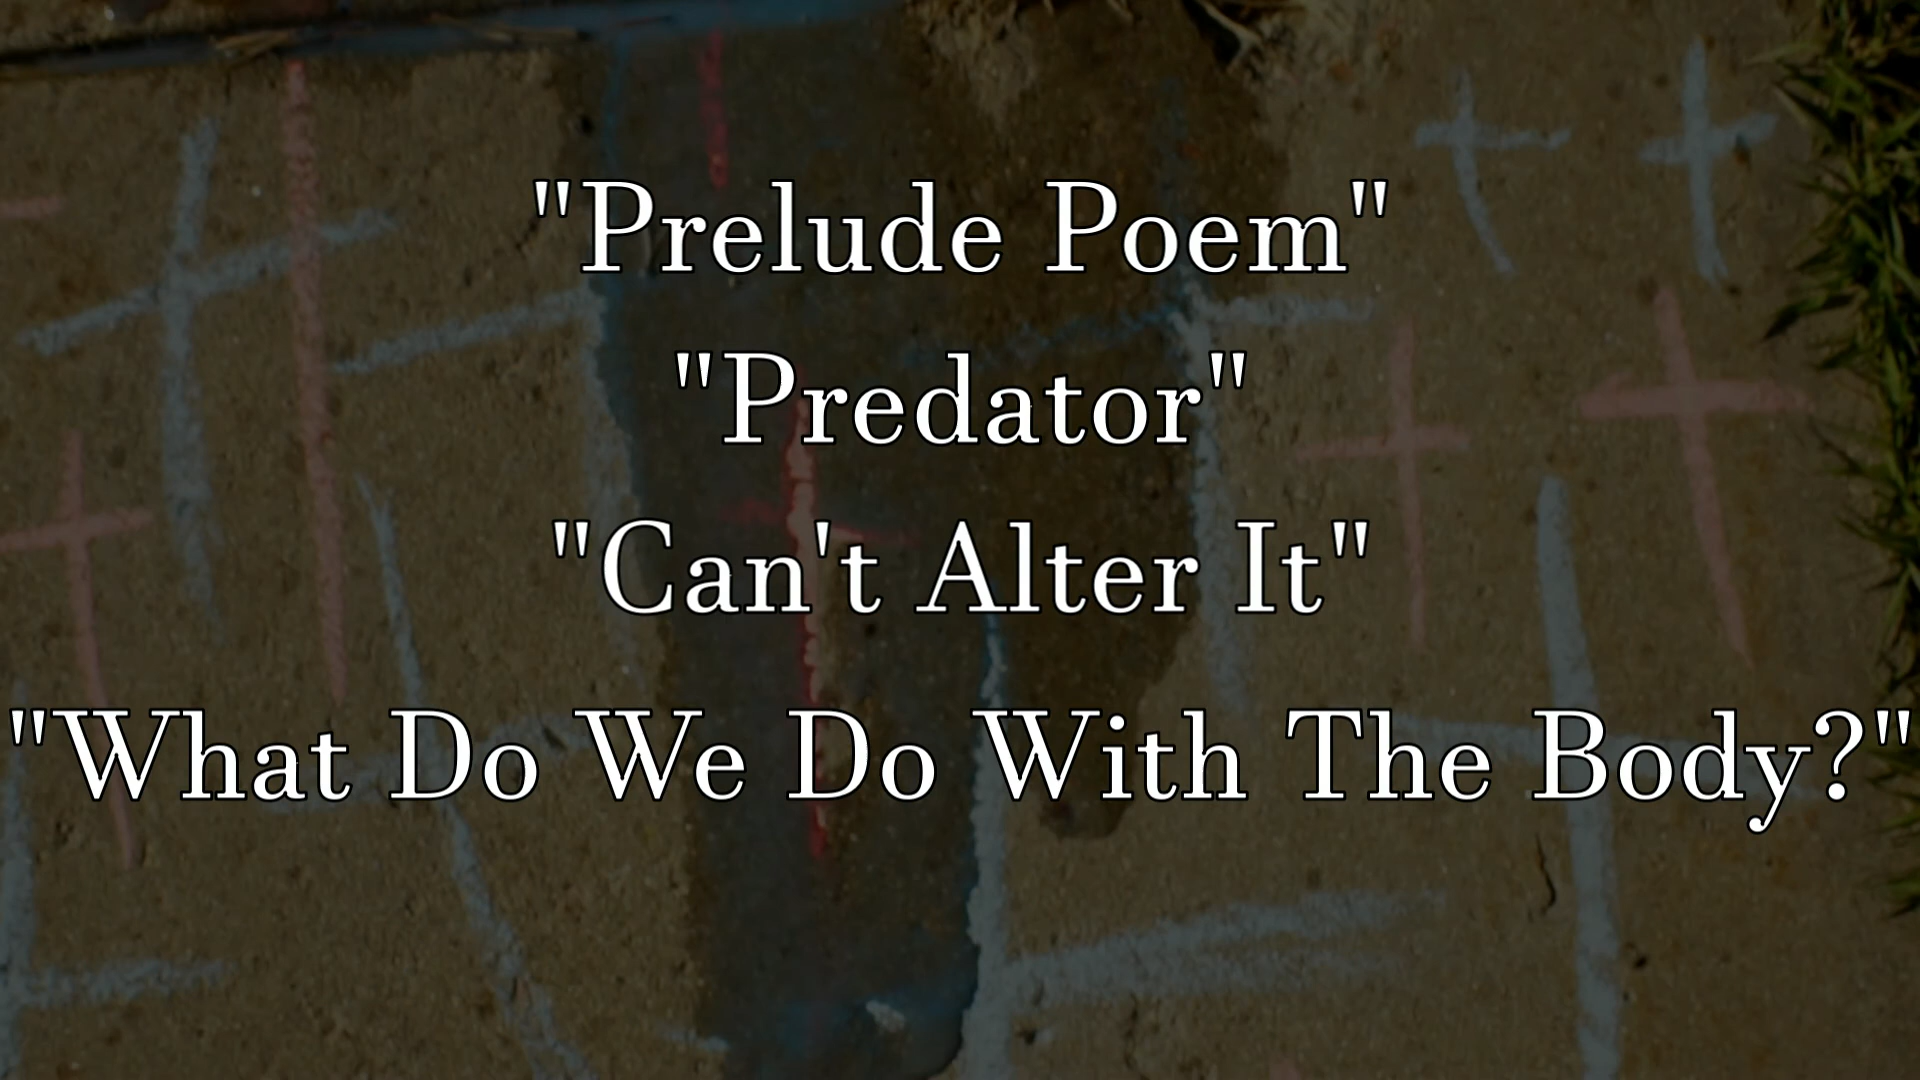 "Prelude Poem"
"Predator"
"Can't Alter It"
"What Do We Do With The Body?"